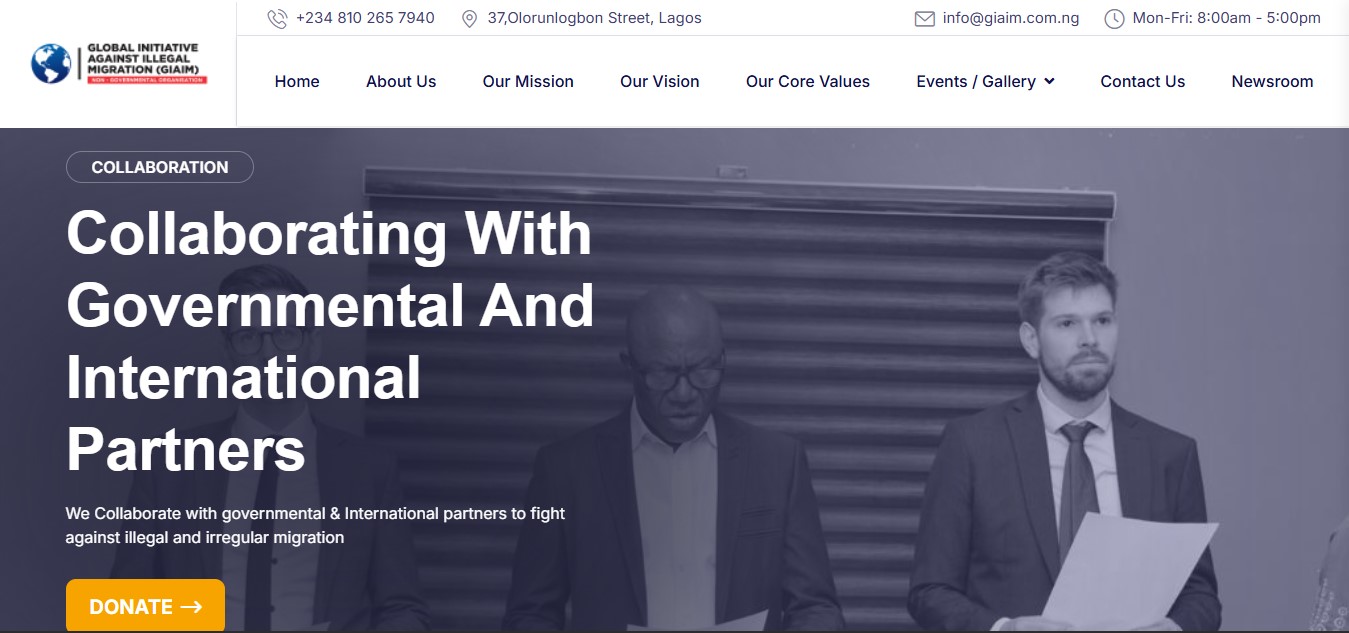 +234 810 265 7940
37,Olorunlogbon Street, Lagos
info@giaim.com.ng
Mon-Fri: 8:00am - 5:00pm
GLOBAL INITIATIVE
AGAINST ILLEGAL
MIGRATION (GIAIM)
NON - GOVERNMENTAL ORGANISATION
Home
About Us
Our Mission
Our Vision
Our Core Values
Events / Gallery
Contact Us
Newsroom
COLLABORATION
Collaborating With
Governmental And
International
Partners
We Collaborate with governmental & International partners to fight
against illegal and irregular migration
DONATE →